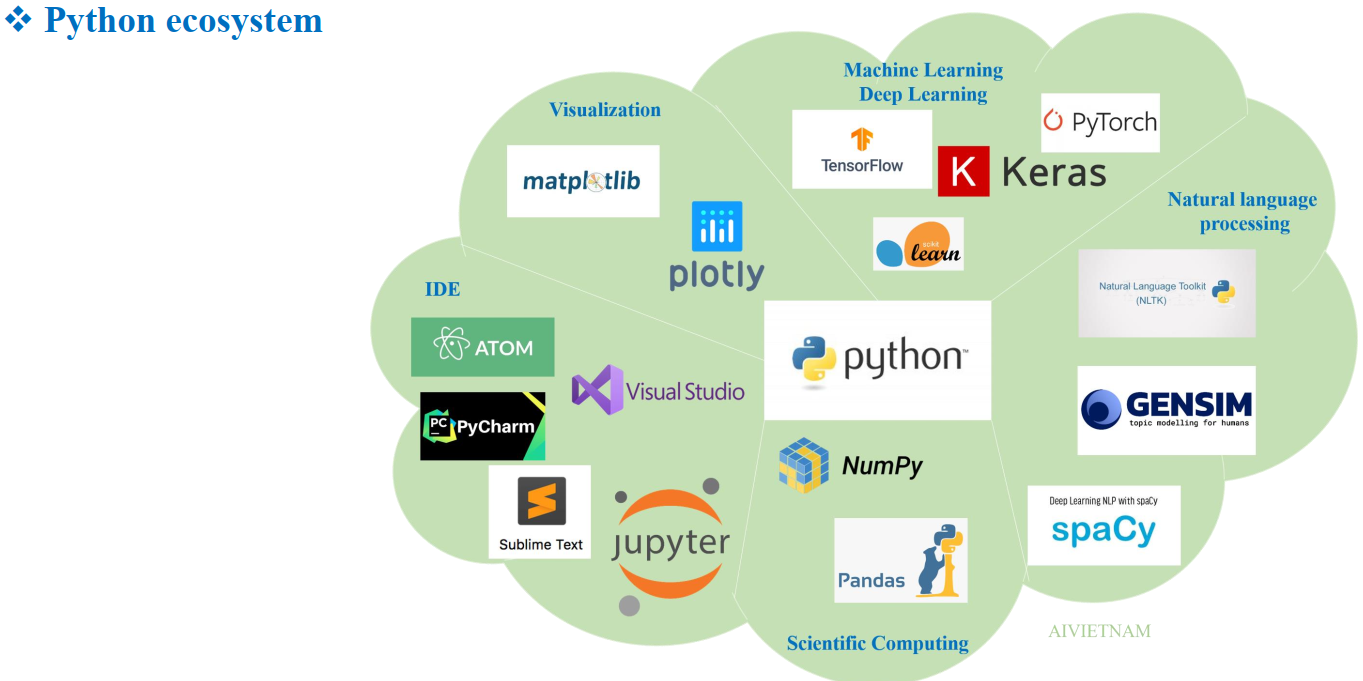 ❖ Python ecosystem
Visualization
matplotlib
plotly
Machine Learning
Deep Learning
TensorFlow
K Keras
PyTorch
scikit
learn
Natural language
processing
Natural Language Toolkit
(NLTK)
GENSIM
topic modelling for humans
Deep Learning NLP with spaCy
spaCy
IDE
ATOM
Visual Studio
PC PyCharm
Sublime Text
jupyter
python™
NumPy
Pandas
Scientific Computing
AIVIETNAM